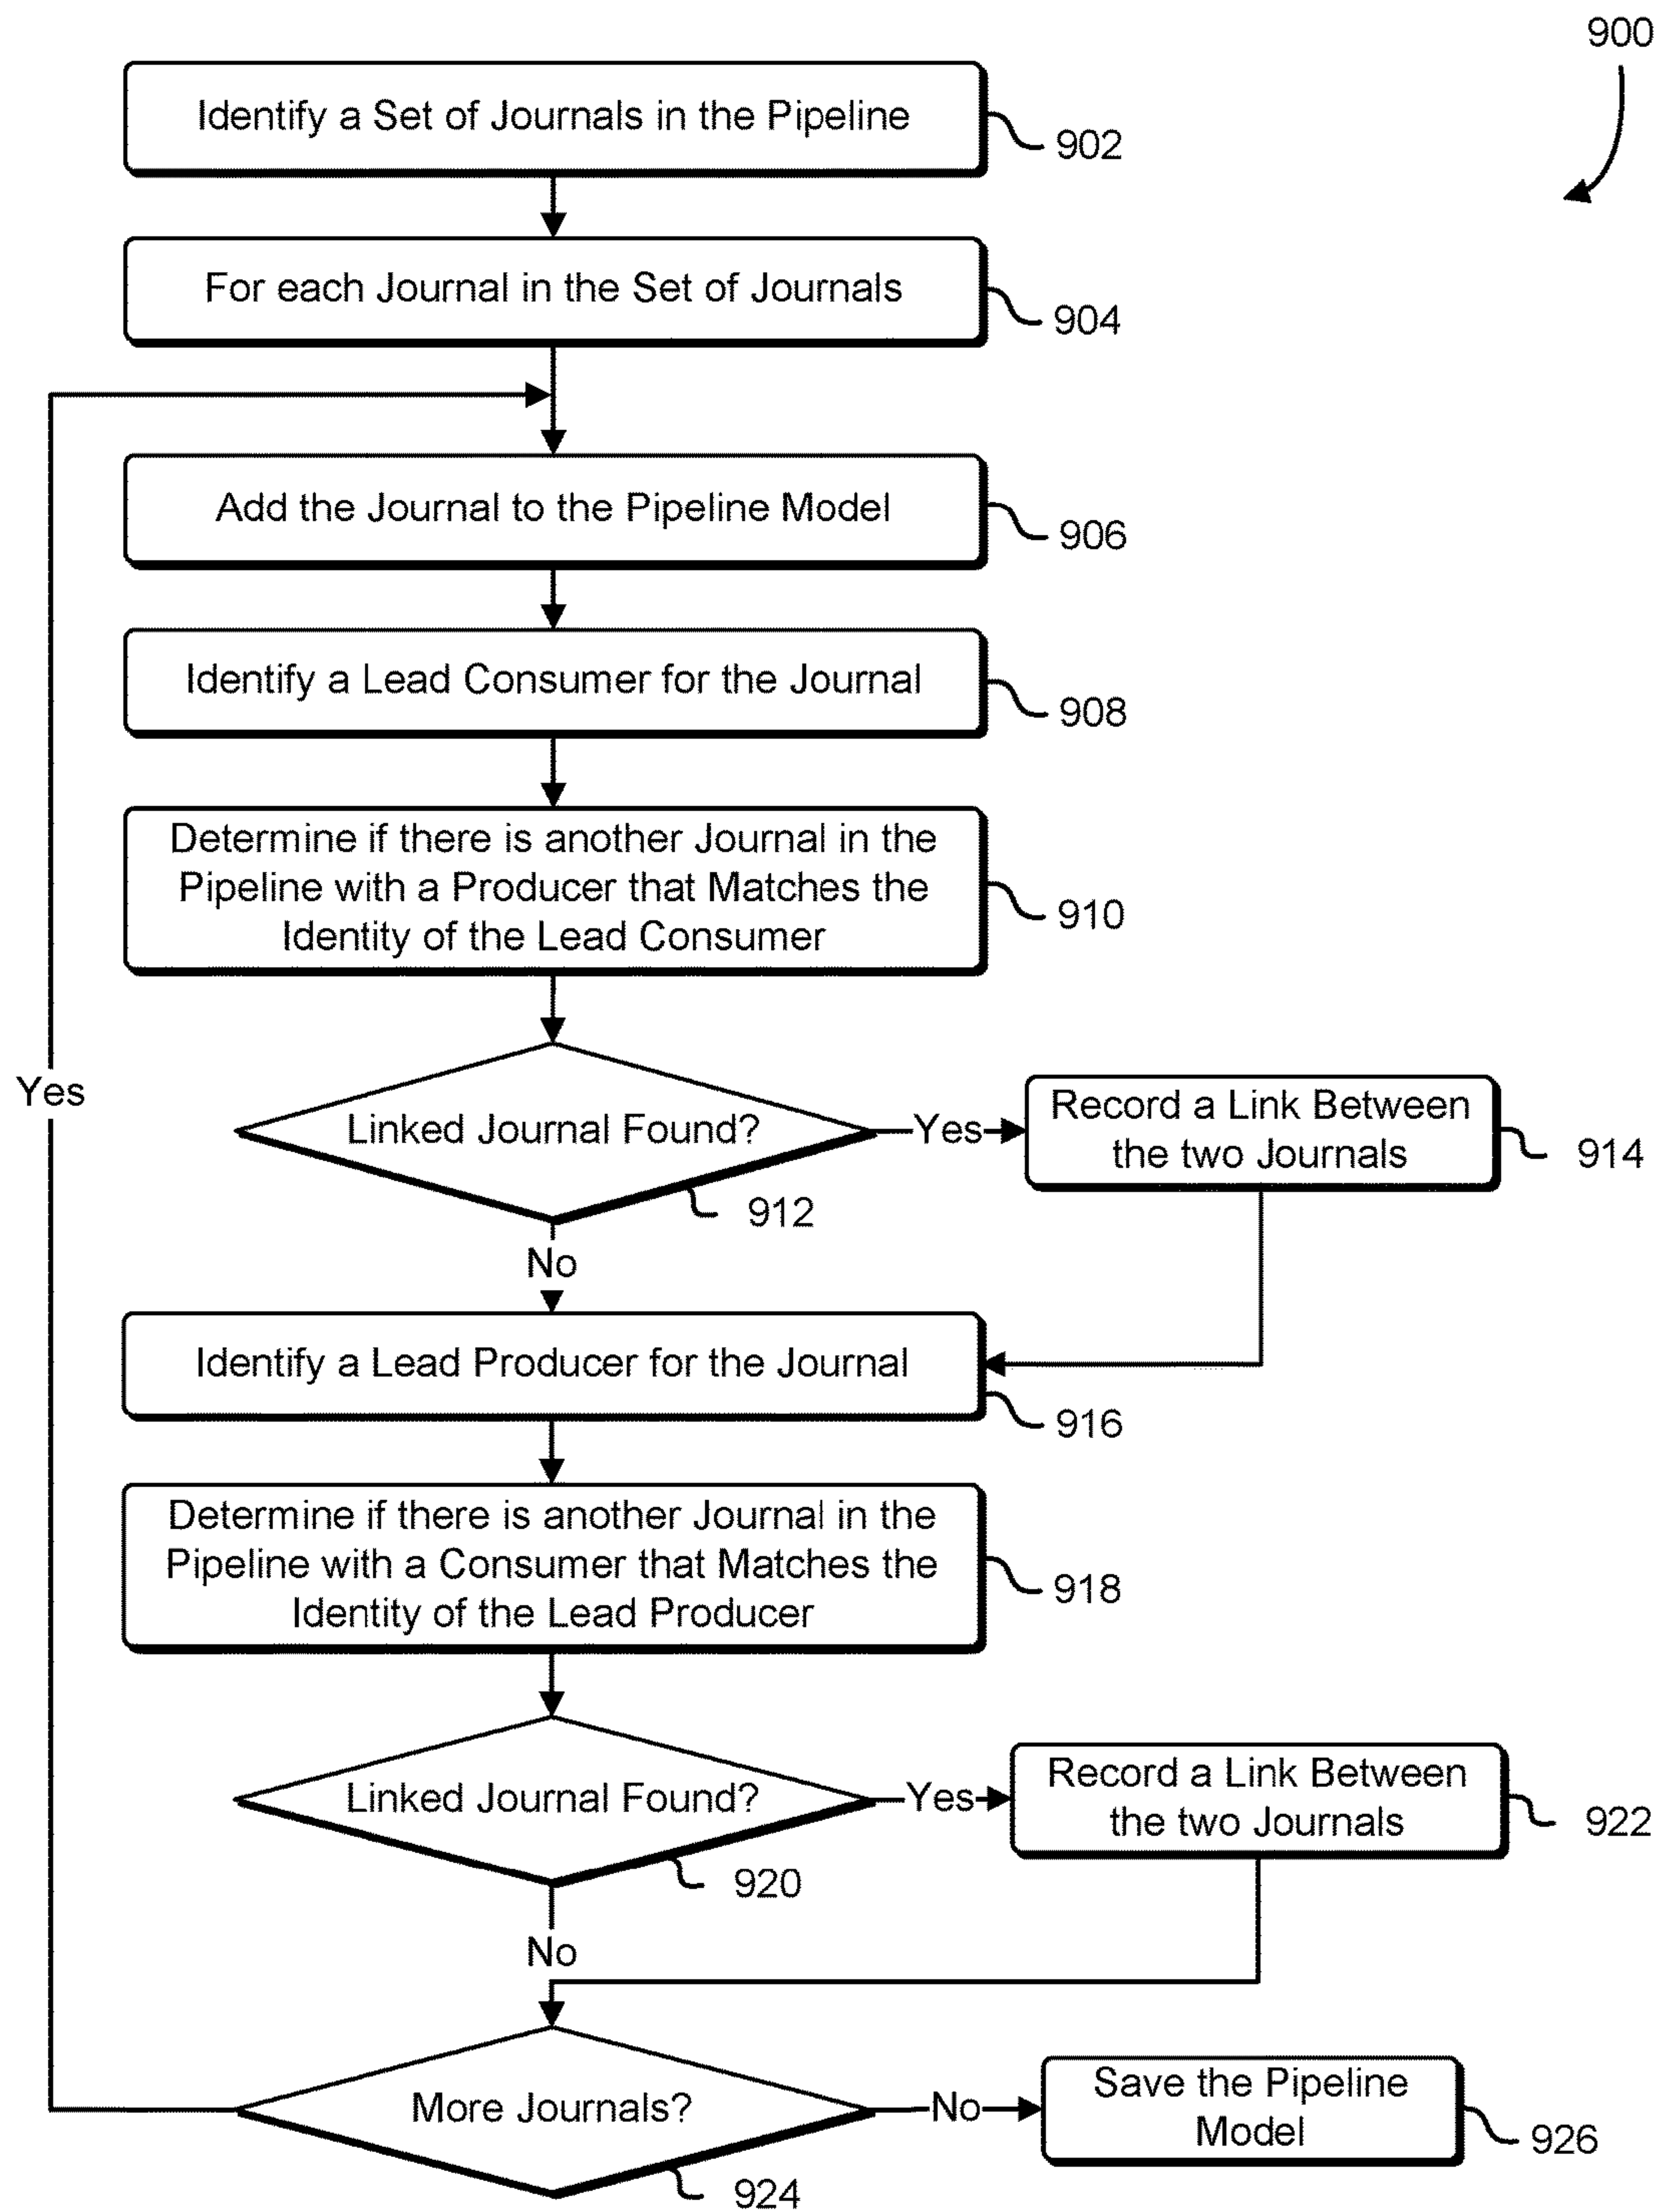 900
Identify a Set of Journals in the Pipeline
902
For each Journal in the Set of Journals
904
Add the Journal to the Pipeline Model
906
Identify a Lead Consumer for the Journal
908
Determine if there is another Journal in the
Pipeline with a Producer that Matches the
Identity of the Lead Consumer
910
Yes
Linked Journal Found?
Yes
Record a Link Between
the two Journals
914
912
No
Identify a Lead Producer for the Journal
916
Determine if there is another Journal in the
Pipeline with a Consumer that Matches the
Identity of the Lead Producer
918
Linked Journal Found?
Yes
Record a Link Between
the two Journals
922
920
No
More Journals?
No
Save the Pipeline
Model
926
924